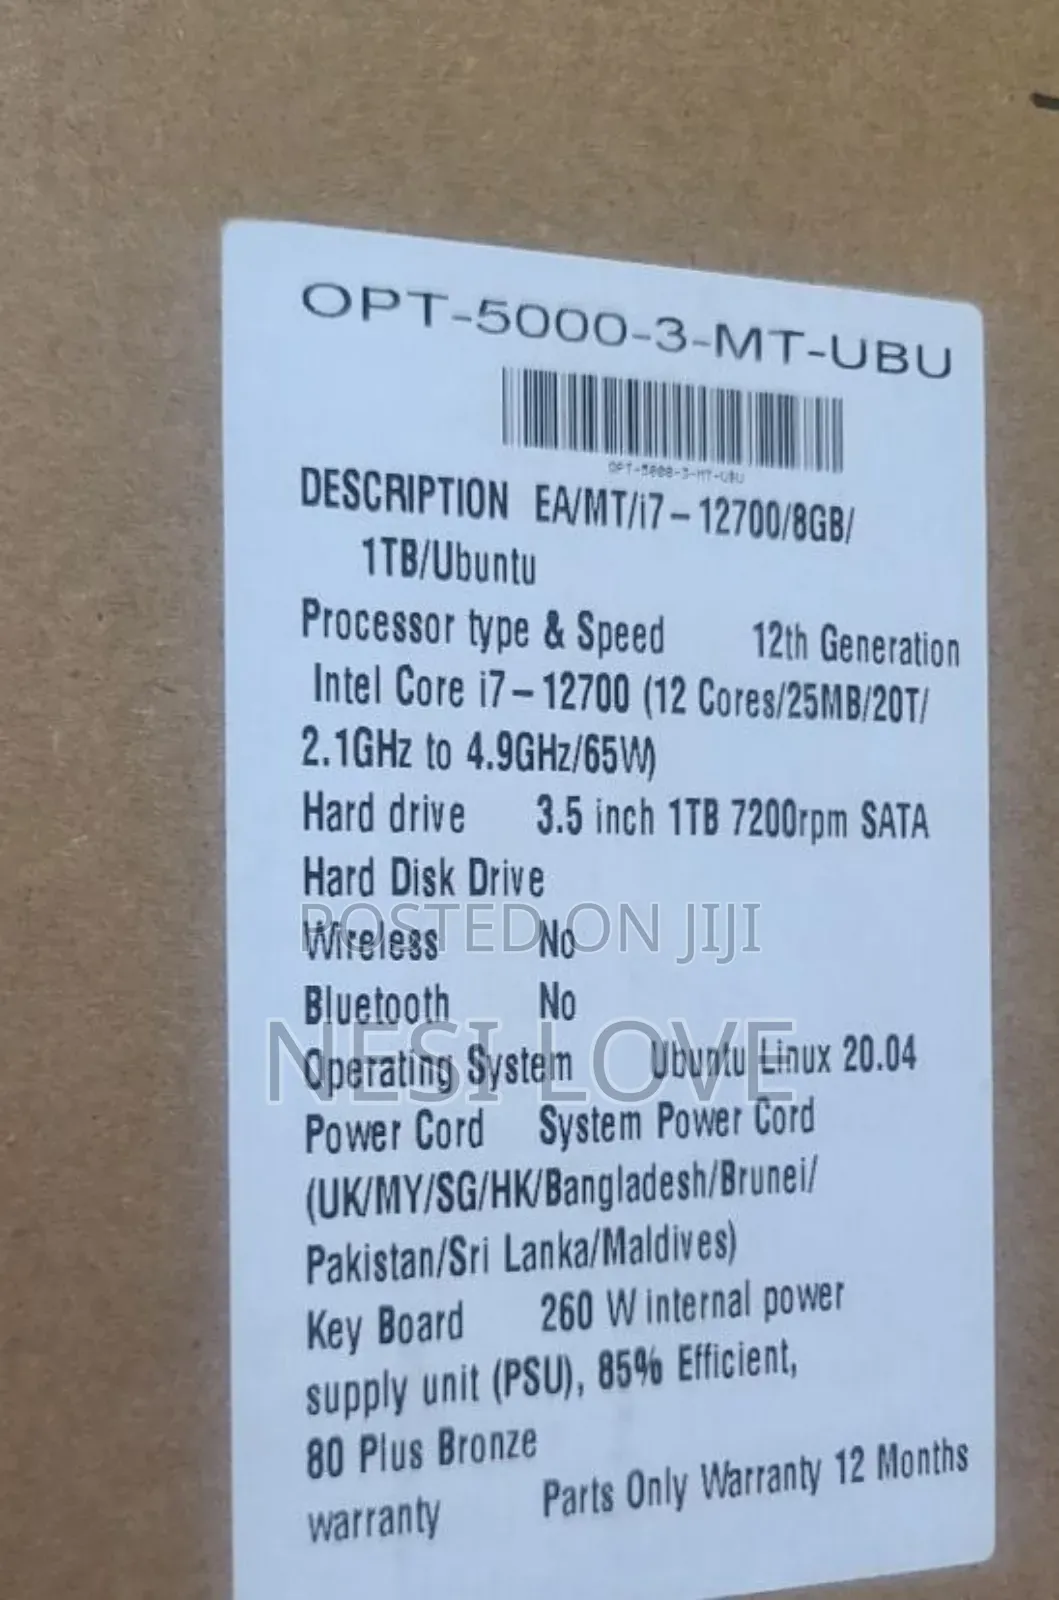 OPT-5000-3-MT-UBU
OPT-5000-3-MT-UBU
DESCRIPTION EA/MT/i7-12700/8GB/
1TB/Ubuntu
Processor type & Speed 12th Generation
Intel Core i7-12700 (12 Cores/25MB/20T/
2.1GHz to 4.9GHz/65W)
Hard drive 3.5 inch 1TB 7200rpm SATA
Hard Disk Drive
POSTED ON JIJI
Wireless No
Bluetooth No
NESI LOVE
Operating System Ubuntu Linux 20.04
Power Cord System Power Cord
(UK/MY/SG/HK/Bangladesh/Brunei/
Pakistan/Sri Lanka/Maldives)
Key Board 260 W internal power
supply unit (PSU), 85% Efficient,
80 Plus Bronze
warranty Parts Only Warranty 12 Months